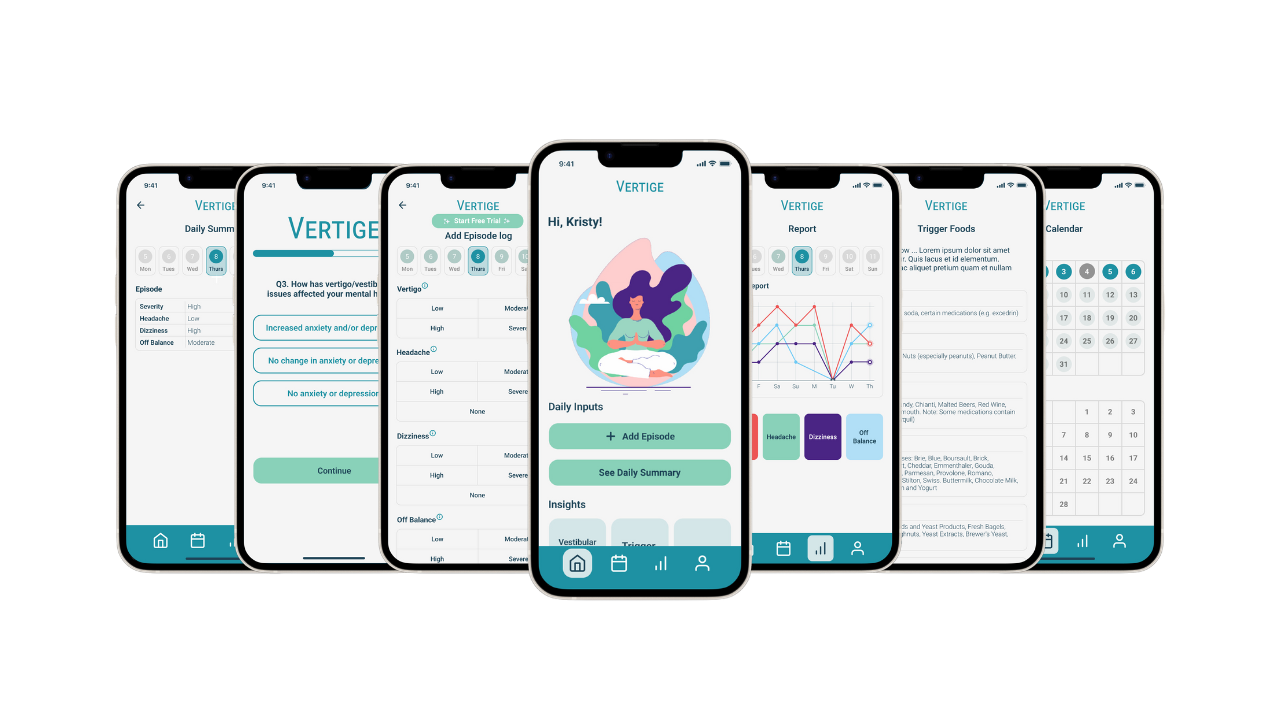 9:41
VERTIGE
Daily Summ
5
6
7
8
Mon
Tues
Wed
Thurs
Episode
Severity High
Headache Low
Dizziness High
Off Balance Moderate
9:41
VERTIGE
Q3. How has vertigo/vestib
issues affected your mental h
Increased anxiety and/or depr
No change in anxiety or depre
No anxiety or depression
Continue
9:41
VERTIGE
Start Free Trial
Add Episode log
5
6
7
8
9
10
Mon
Tues
Wed
Thurs
Fri
Sa
Vertigo
Low Moderat
High Severe
Headache
Low Moderat
High Severe
None
Dizziness
Low Moderat
High Severe
None
Off Balance
Low Moderat
High Severe
9:41
VERTIGE
Hi, Kristy!
Daily Inputs
+ Add Episode
See Daily Summary
Insights
Vestibular
Trigger
VERTIGE
Report
7
8
9
10
11
ues
Wed
Thurs
Fri
Sat
Sun
eport
F Sa Su M Tu W Th
Headache
Dizziness
Off
Balance
VERTIGE
Trigger Foods
ow ... Lorem ipsum dolor sit amet
r. Quis lacus et id elementum.
ac aliquet pretium quam et nullam
soda, certain medications (e.g. excedrin)
Nuts (especially peanuts), Peanut Butter,
ndy, Chianti, Malted Beers, Red Wine,
mouth. Note: Some medications contain
quil)
ses: Brie, Blue, Boursault, Brick,
t, Cheddar, Emmenthaler, Gouda,
, Parmesan, Provolone, Romano,
Stilton, Swiss. Buttermilk, Chocolate Milk,
n and Yogurt
ds and Yeast Products, Fresh Bagels,
ghnuts, Yeast Extracts, Brewer's Yeast,
VERTIGE
Calendar
3 4 5 6
10 11 12 13
17 18 19 20
24 25 26 27
31
1 2 3
7 8 9 10
14 15 16 17
21 22 23 24
28